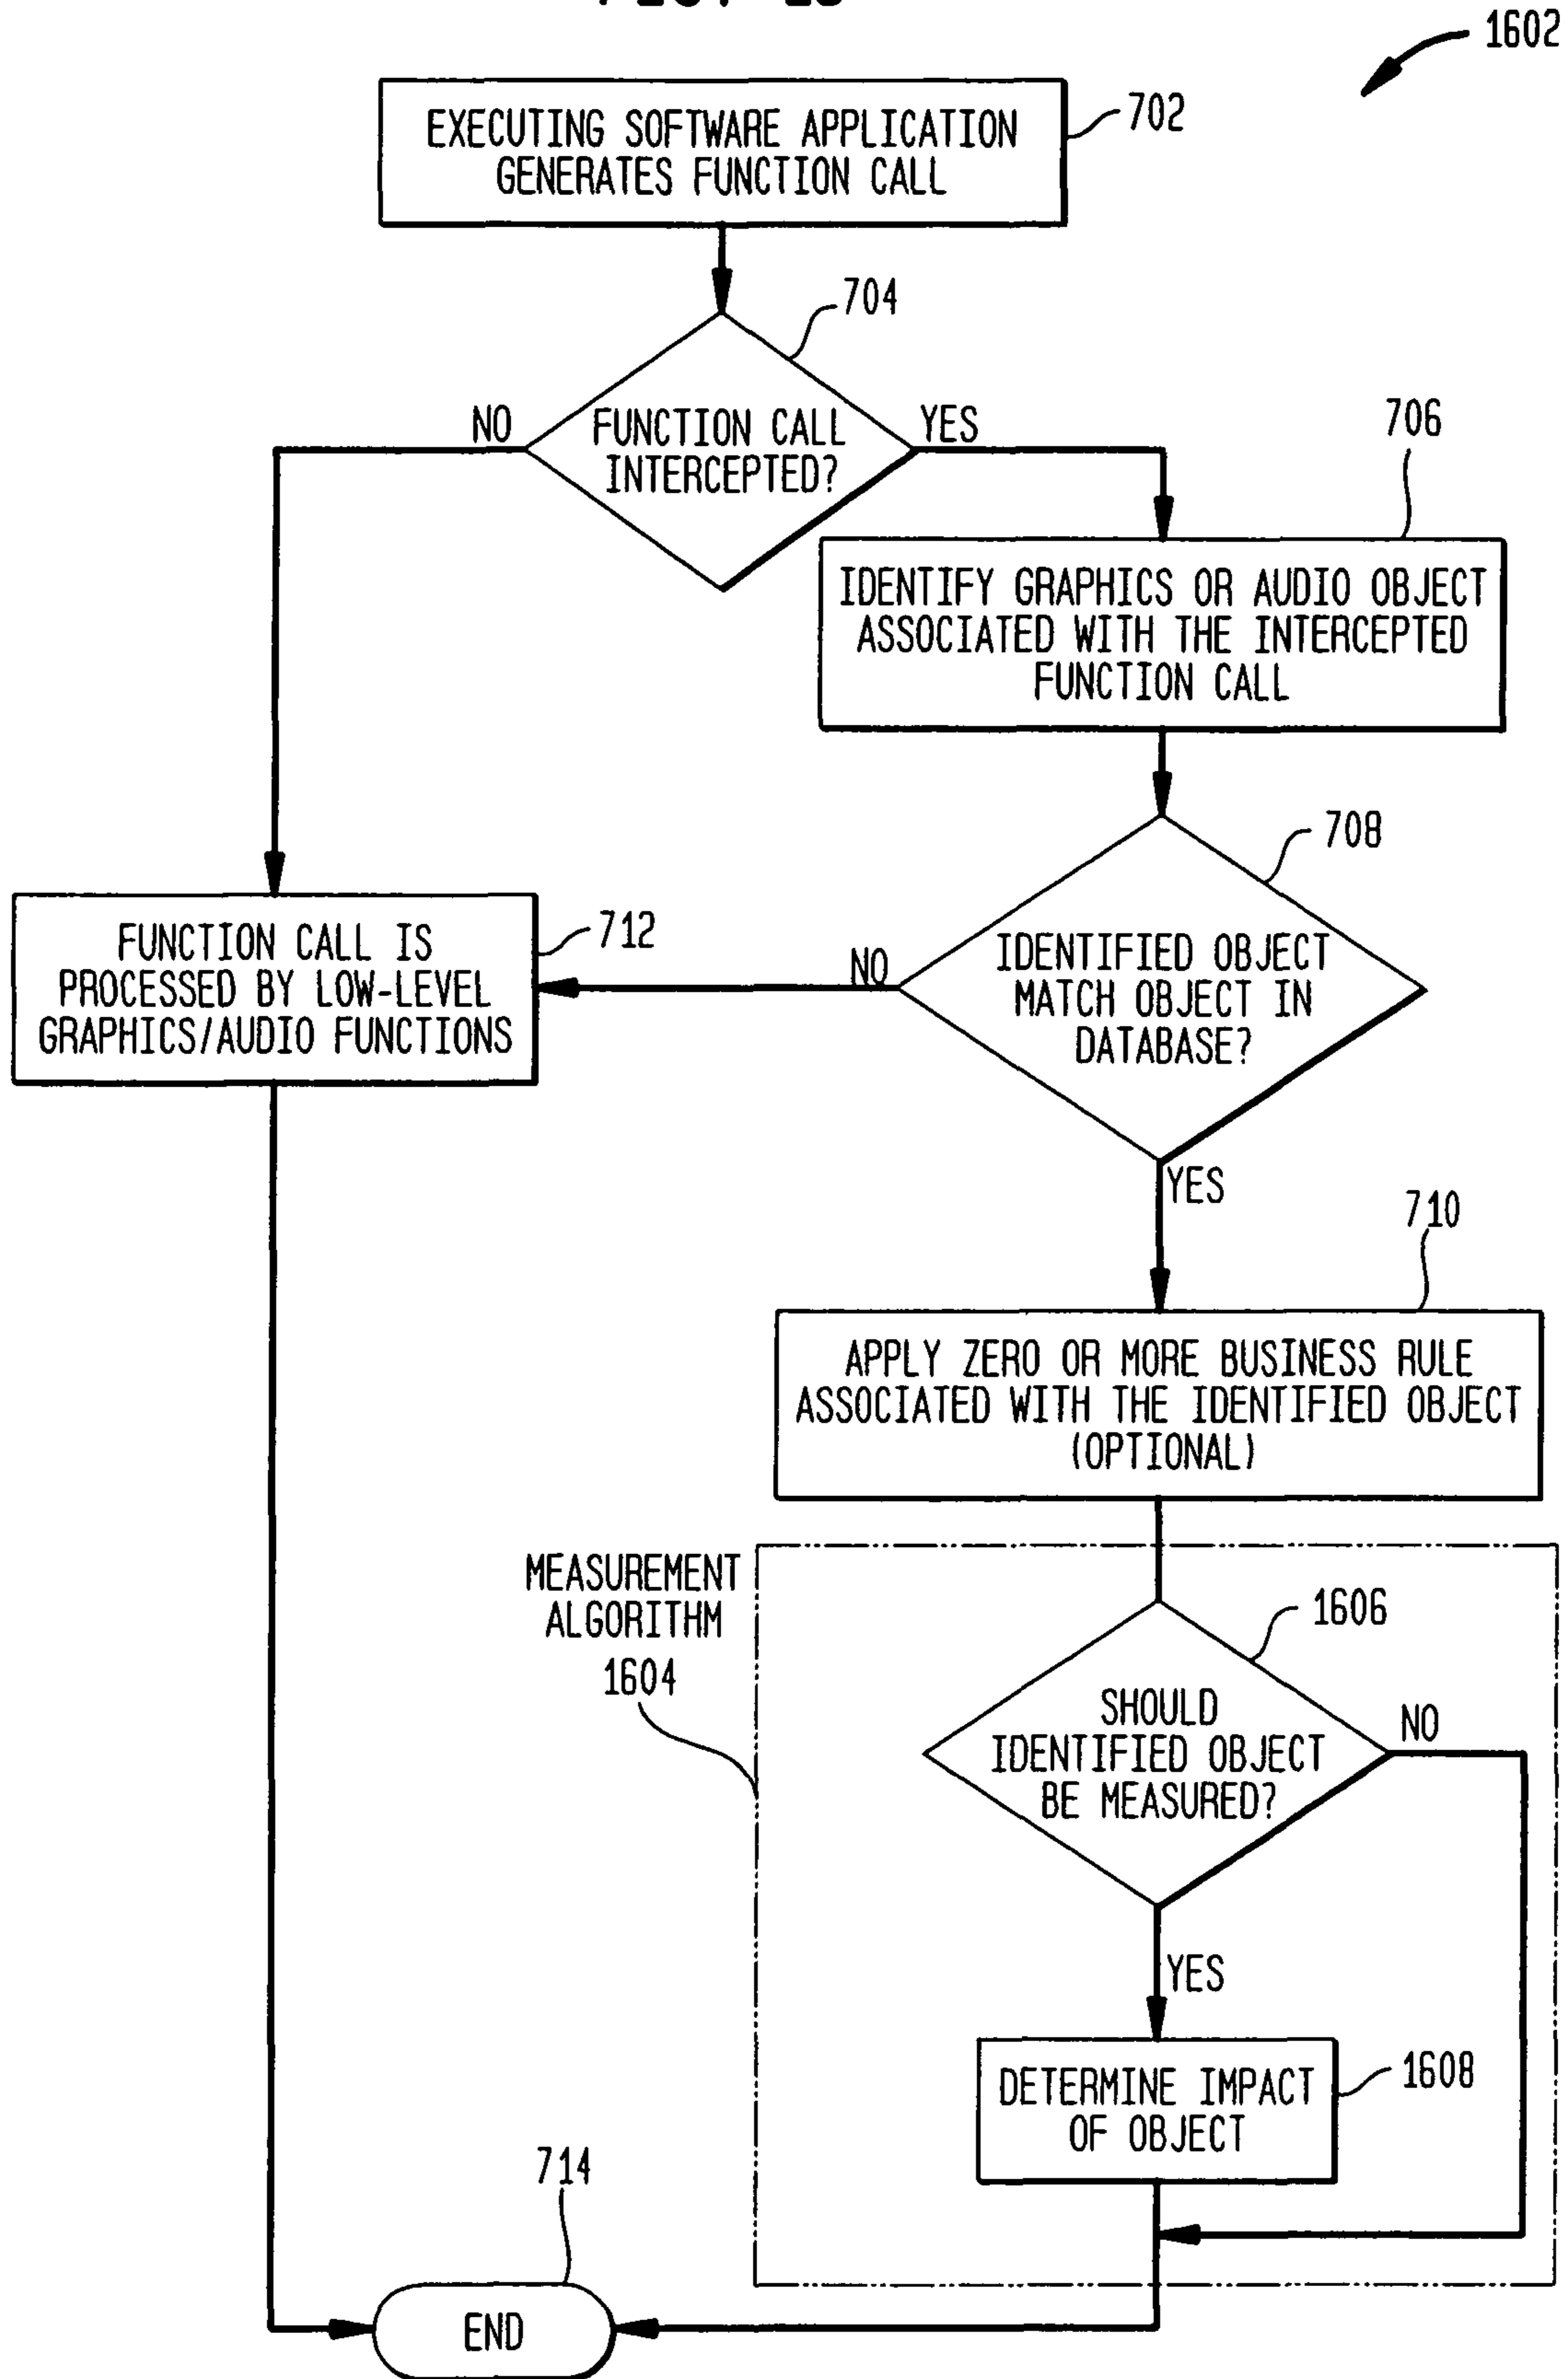 1602
EXECUTING SOFTWARE APPLICATION
GENERATES FUNCTION CALL
702
704
FUNCTION CALL
INTERCEPTED?
NO
YES
706
IDENTIFY GRAPHICS OR AUDIO OBJECT
ASSOCIATED WITH THE INTERCEPTED
FUNCTION CALL
708
IDENTIFIED OBJECT
MATCH OBJECT IN
DATABASE?
NO
YES
712
FUNCTION CALL IS
PROCESSED BY LOW-LEVEL
GRAPHICS/AUDIO FUNCTIONS
710
APPLY ZERO OR MORE BUSINESS RULE
ASSOCIATED WITH THE IDENTIFIED OBJECT
(OPTIONAL)
MEASUREMENT
ALGORITHM
1604
1606
SHOULD
IDENTIFIED OBJECT
BE MEASURED?
NO
YES
DETERMINE IMPACT
OF OBJECT
1608
714
END